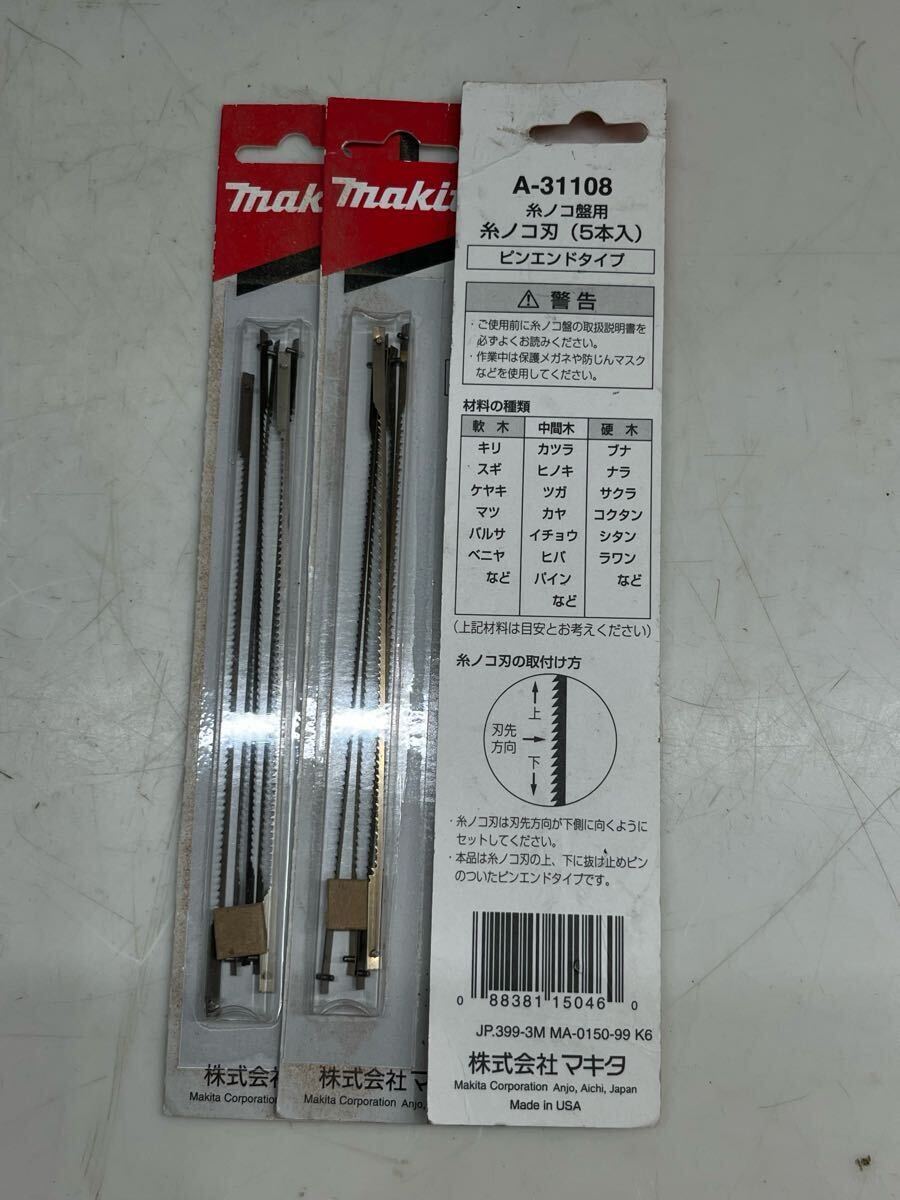 makita
A-31108
糸ノコ盤用
糸ノコ刃(5本入)
ピンエンドタイプ
⚠ 警告
・ご使用前に糸ノコ盤の取扱説明書を
必ずよくお読みください。
・作業中は保護メガネや防じんマスク
などを使用してください。
材料の種類
軟 木 中間木 硬 木
キリ カツラ ブナ
スギ ヒノキ ナラ
ケヤキ ツガ サクラ
マツ カヤ コクタン
バルサ イチョウ シタン
ベニヤ ヒバ ラワン
など パイン など
など
(上記材料は目安とお考えください)
糸ノコ刃の取付け方
上
刃先
方向
下
・糸ノコ刃は刃先方向が下側に向くように
セットしてください。
・本品は糸ノコ刃の上、下に抜け止めピン
のついたピンエンドタイプです。
0 88381 15046 0
JP.399-3M MA-0150-99 K6
株式会社 マキタ
Makita Corporation Anjo, Aichi, Japan
Made in USA
Mak
株式会
Makita Corporation
Maki
株式会社 マ
Makita Corporation Anjo,